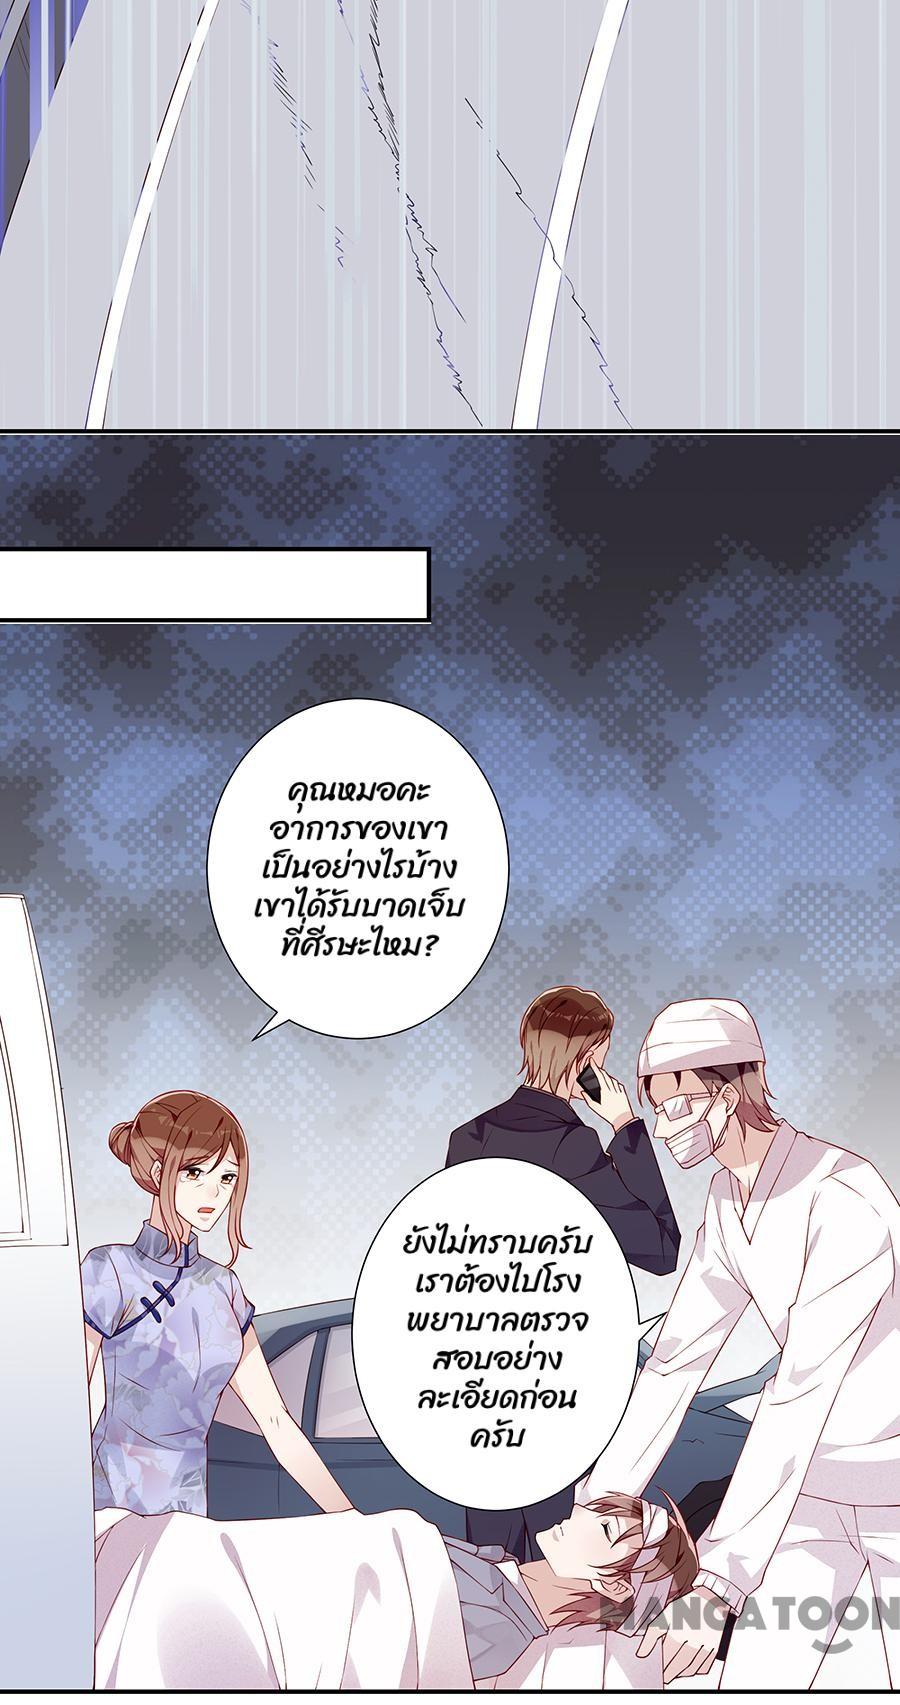 คุณหมอคะ
อาการของเขา
เป็นอย่างไรบ้าง
เขาได้รับบาดเจ็บ
ที่ศีรษะไหม?
ยังไม่ทราบครับ
เราต้องไปโรง
พยาบาลตรวจ
สอบอย่าง
ละเอียดก่อน
ครับ
MANGATOON